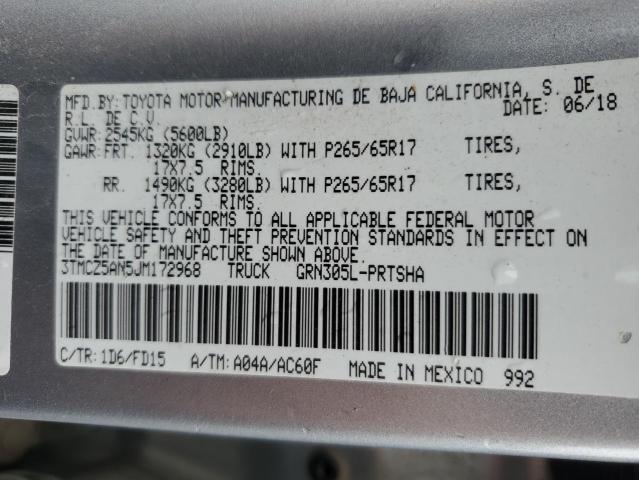 MFD.BY:TOYOTA MOTOR MANUFACTURING DE BAJA CALIFORNIA, S. DE
R.L. DE C.V. DATE: 06/18
GVWR:2545KG (5600LB)
GAWR:FRT. 1320KG (2910LB) WITH P265/65R17 TIRES,
17X7.5 RIMS.
RR. 1490KG (3280LB) WITH P265/65R17 TIRES,
17X7.5 RIMS.
THIS VEHICLE CONFORMS TO ALL APPLICABLE FEDERAL MOTOR
VEHICLE SAFETY AND THEFT PREVENTION STANDARDS IN EFFECT ON
THE DATE OF MANUFACTURE SHOWN ABOVE.
3TMCZ5AN5JM172968 TRUCK GRN305L-PRTSHA
C/TR:1D6/FD15 A/TM:A04A/AC60F MADE IN MEXICO 992